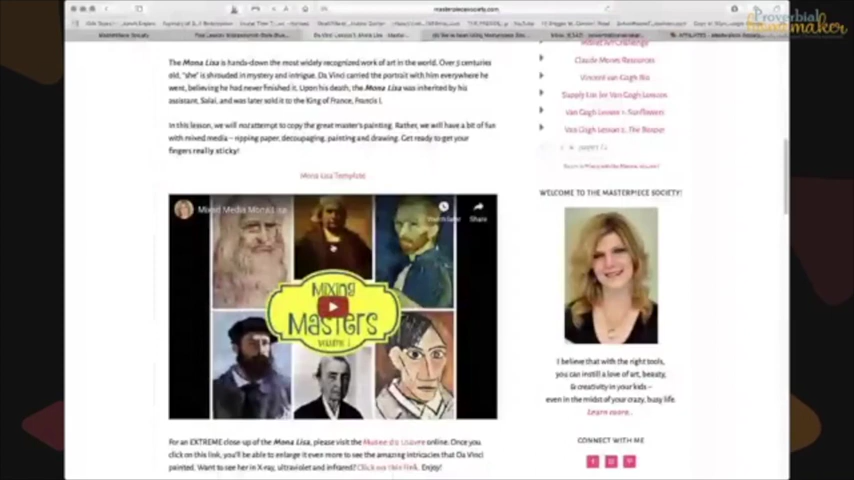 Proverbial
homemaker
masterpiecesociety.com
Masterpiece Society
The Mona Lisa is hands-down the most widely recognized work of art in the world. Over 5 centuries
old, "she" is shrouded in mystery and intrigue. Da Vinci carried the portrait with him everywhere he
went, believing he had never finished it. Upon his death, the Mona Lisa was inherited by his
assistant, Salai, and was later sold it to the King of France, Francis I.
In this lesson, we will not attempt to copy the great master's painting. Rather, we will have a bit of fun
with mixed media – ripping paper, decoupaging, painting and drawing. Get ready to get your
fingers really sticky!
Mona Lisa Template
Mixed Media Mona Lisa
Watch later
Share
Mixing
Masters
VOLUME 1
For an EXTREME close-up of the Mona Lisa, please visit the Musee du Louvre online. Once you
click on this link, you'll be able to enlarge it even more to see the amazing intricacies that Da Vinci
painted. Want to see her in X-ray, ultraviolet and infrared? Click on this link. Enjoy!
Monet Art Challenge
Claude Monet Resources
Vincent Van Gogh Bio
Supply List for Van Gogh Lessons
Van Gogh Lesson 1: Sunflowers
Van Gogh Lesson 2: The Reaper
WELCOME TO THE MASTERPIECE SOCIETY!
I believe that with the right tools,
you can instill a love of art, beauty,
& creativity in your kids –
even in the midst of your crazy, busy life.
Learn more..
CONNECT WITH ME